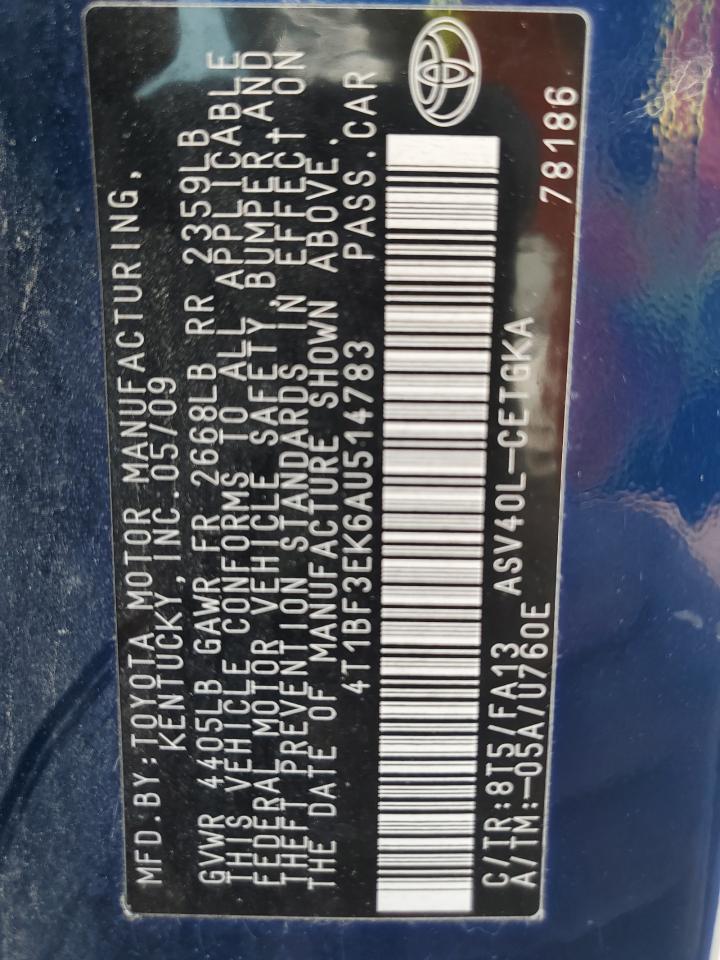 MFD.BY:TOYOTA MOTOR MANUFACTURING,
KENTUCKY, INC.05/09
GVWR 4405LB GAWR FR 2668LB RR 2359LB
THIS VEHICLE CONFORMS TO ALL APPLICABLE
FEDERAL MOTOR VEHICLE SAFETY, BUMPER AND
THEFT PREVENTION STANDARDS IN EFFECT ON
THE DATE OF MANUFACTURE SHOWN ABOVE.
4T1BF3EK6AU514783 PASS.CAR
C/TR:8T5/FA13 ASV40L-CETGKA
A/TM:-05A/U760E 78186